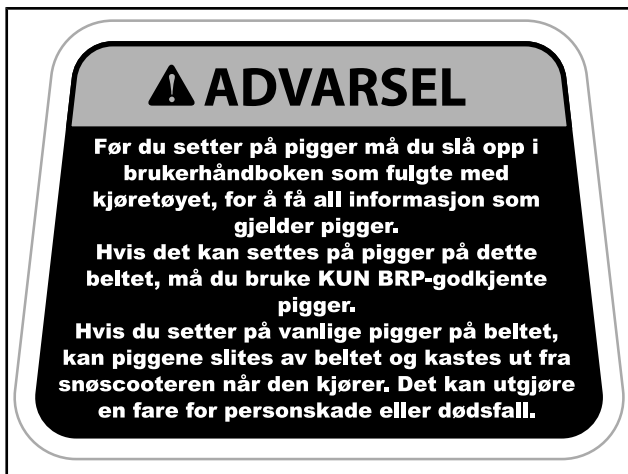 ADVARSEL
Før du setter på pigger må du slå opp i
brukerhåndboken som fulgte med
kjøretøyet, for å få all informasjon som
gjelder pigger.
Hvis det kan settes på pigger på dette
beltet, må du bruke KUN BRP-godkjente
pigger.
Hvis du setter på vanlige pigger på beltet,
kan piggene slites av beltet og kastes ut fra
snøscooteren når den kjører. Det kan utgjøre
en fare for personskade eller dødsfall.